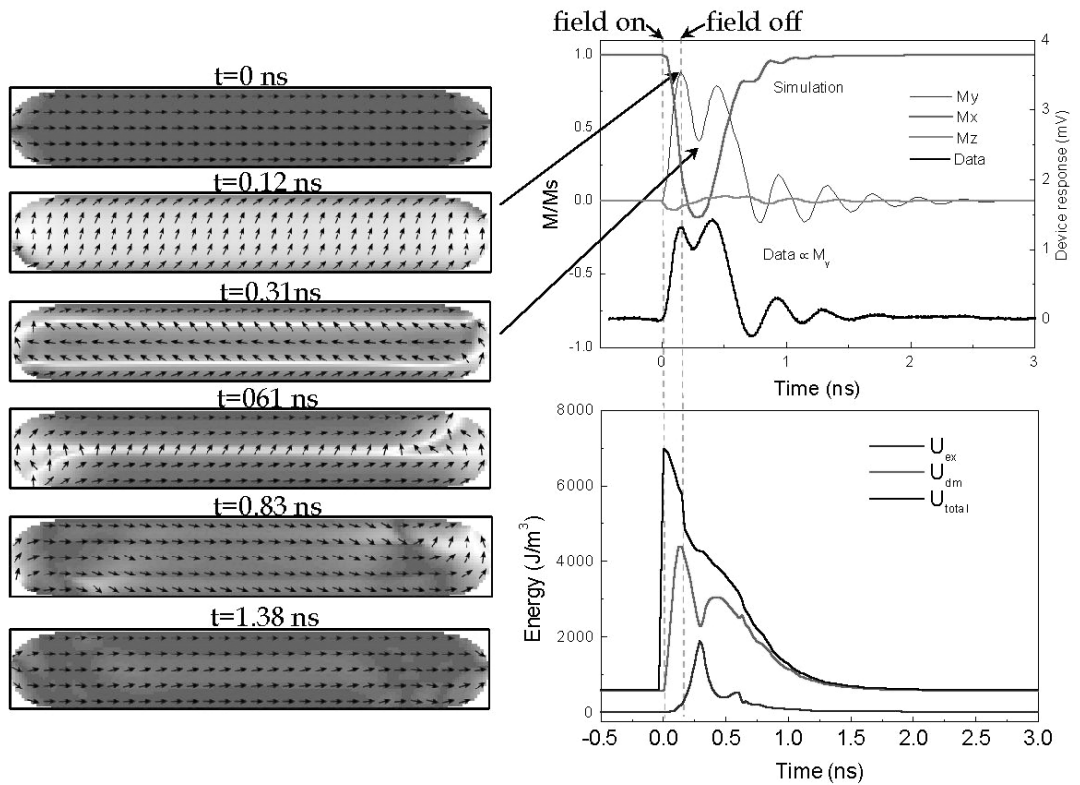 field on
field off
t=0 ns
t=0.12 ns
t=0.31ns
t=061 ns
t=0.83 ns
t=1.38 ns
1.0
0.5
0.0
-0.5
-1.0
M/Ms
4
3
2
1
0
Device response (mV)
Simulation
My
Mx
Mz
Data
Data ∝ My
0
1
2
3
Time (ns)
8000
6000
4000
2000
0
Energy (J/m³)
Uex
Udm
Utotal
-0.5
0.0
0.5
1.0
1.5
2.0
2.5
3.0
Time (ns)